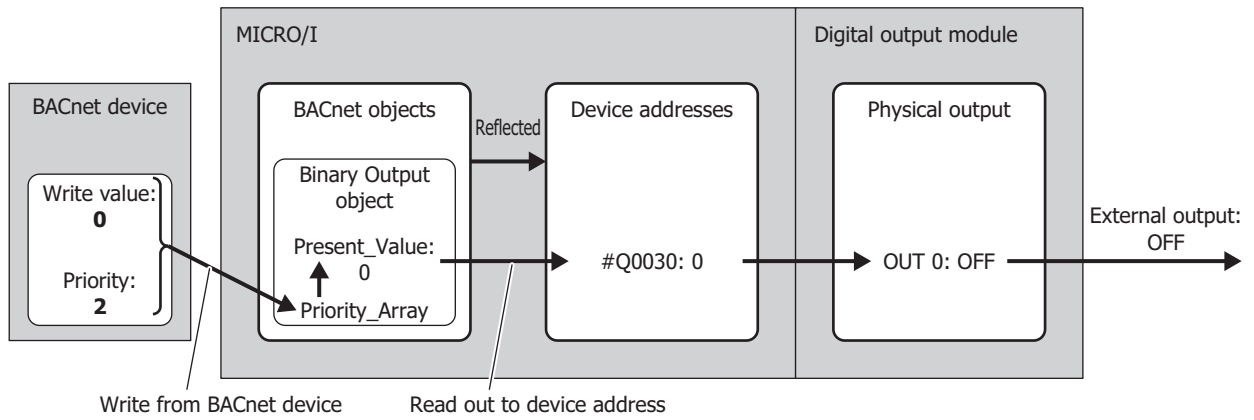 MICRO/I
Digital output module
BACnet device
BACnet objects
Reflected
Device addresses
Physical output
Write value:
0
Priority:
2
Binary Output
object
Present_Value:
0
Priority_Array
#Q0030: 0
OUT 0: OFF
External output:
OFF
Write from BACnet device
Read out to device address